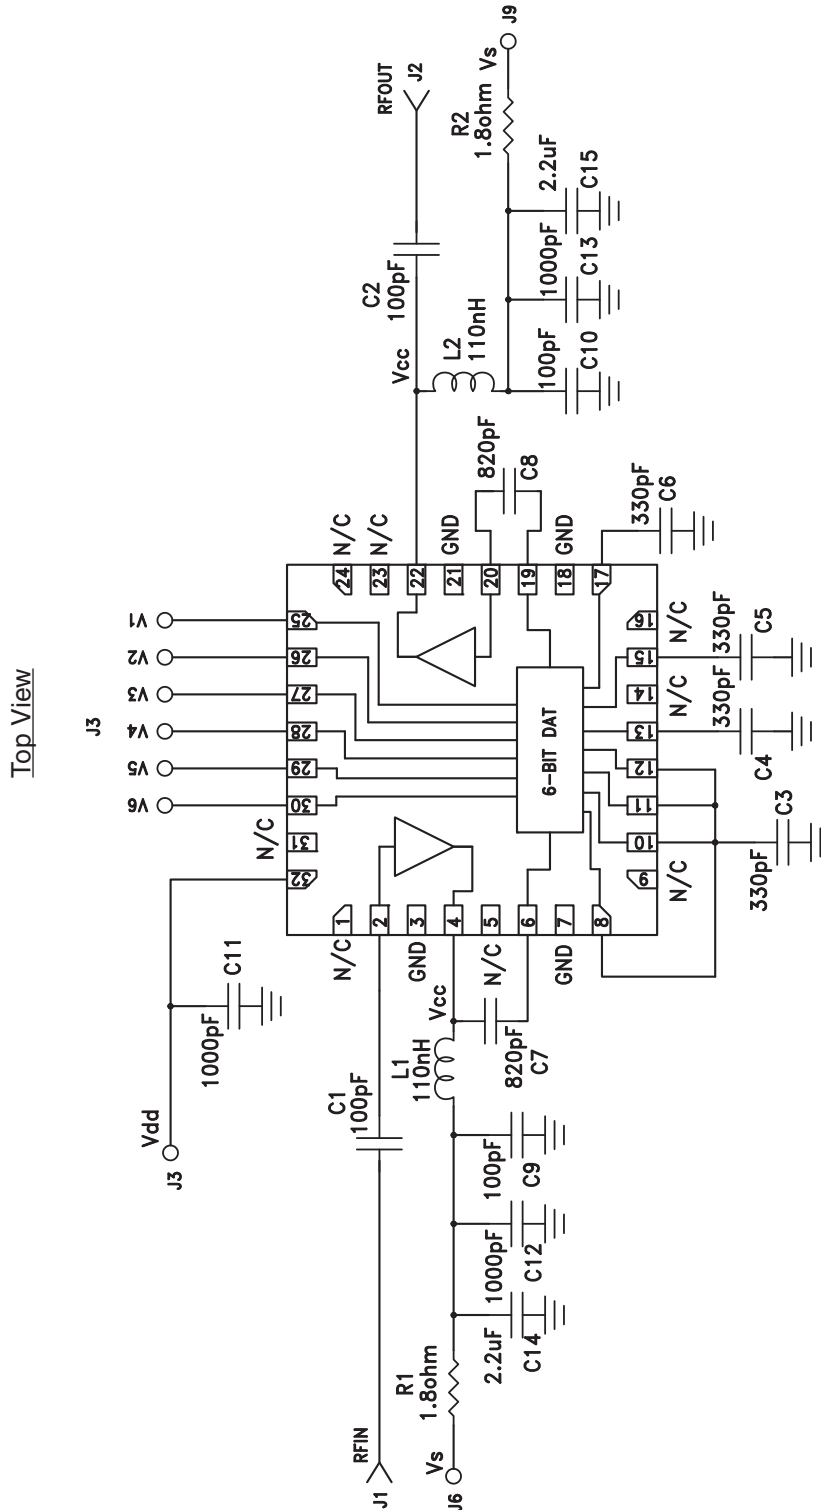 Top View
J3
V6
V5
V4
V3
V2
V1
Vdd
J3
1000pF
C11
N/C
32
31
30
29
28
27
26
25
N/C
1
2
GND
3
4
N/C
5
6
GND
7
8
24
N/C
23
N/C
22
21
GND
20
19
18
GND
17
6-BIT DAT
9
N/C
10
11
12
13
14
N/C
15
16
N/C
RFIN
J1
C1
100pF
Vs
J6
R1
1.8ohm
L1
110nH
Vcc
2.2uF
C14
1000pF
C12
100pF
C9
820pF
C7
330pF
C3
C4
330pF
330pF
C5
330pF
C6
820pF
C8
Vcc
L2
110nH
C2
100pF
RFOUT
J2
100pF
C10
1000pF
C13
2.2uF
C15
R2
1.8ohm
Vs
J9